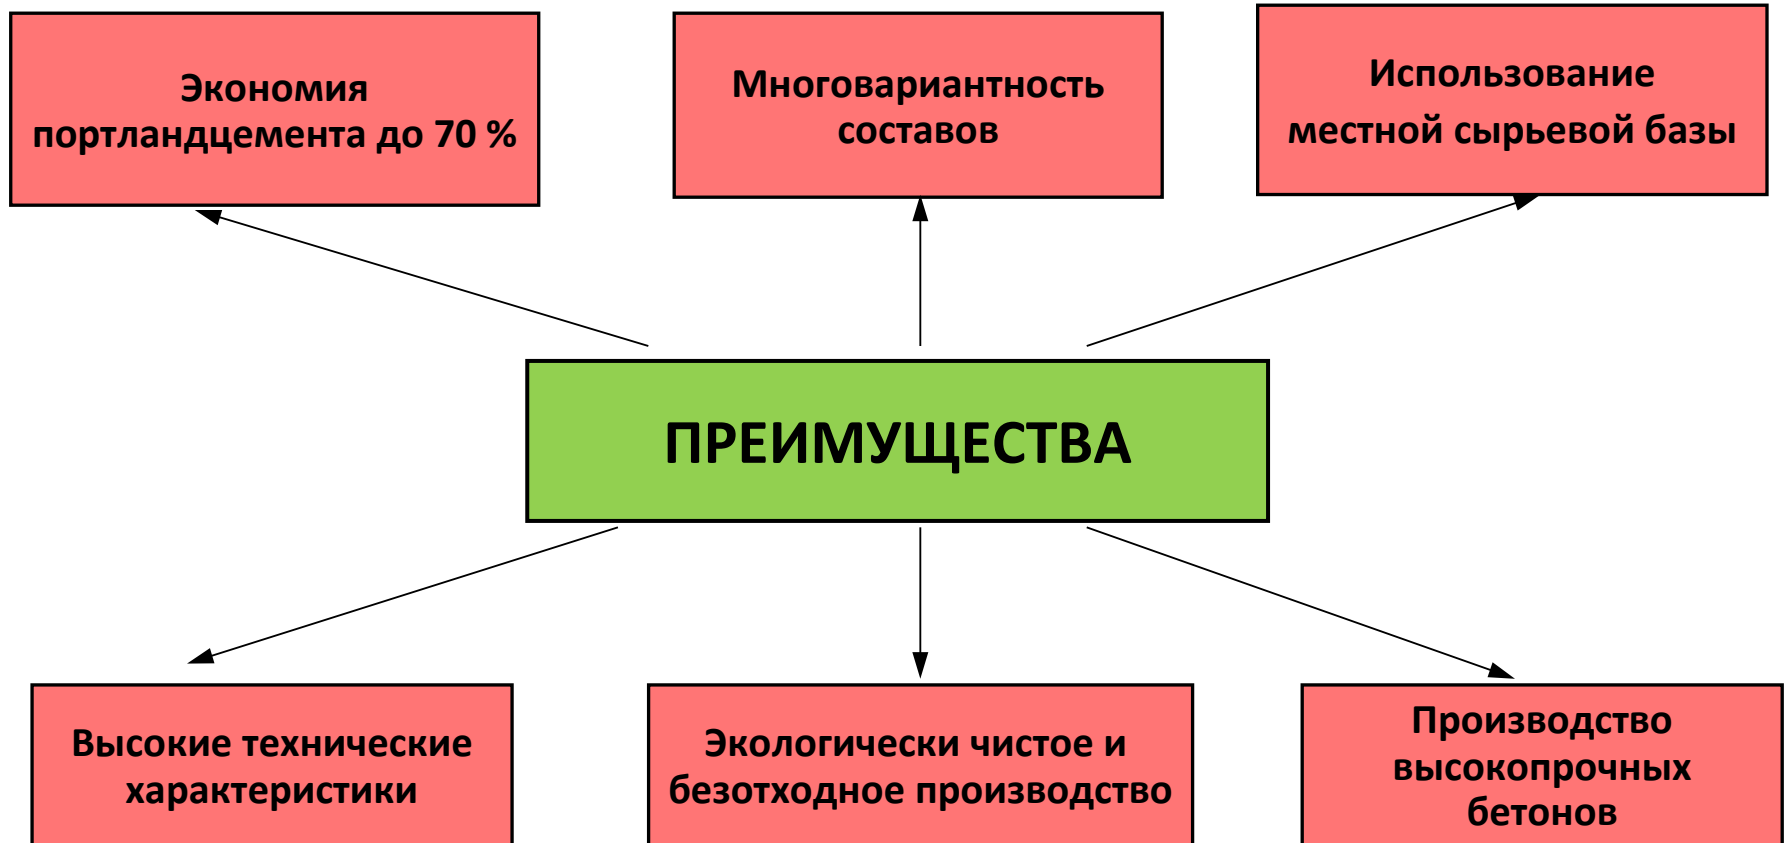 Экономия
портландцемента до 70 %
Многовариантность
составов
Использование
местной сырьевой базы
ПРЕИМУЩЕСТВА
Высокие технические
характеристики
Экологически чистое и
безотходное производство
Производство
высокопрочных
бетонов